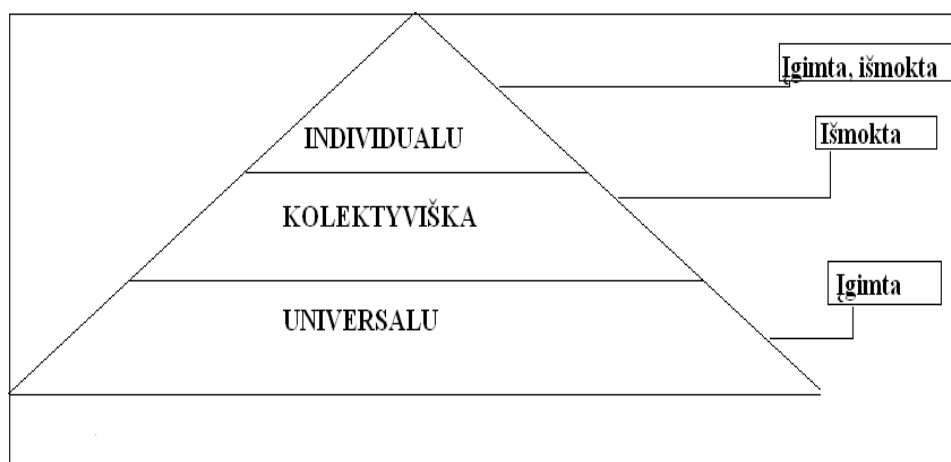 Įgimta, išmokta
Išmokta
INDIVIDUALU
KOLEKTYVIŠKA
Įgimta
UNIVERSALU